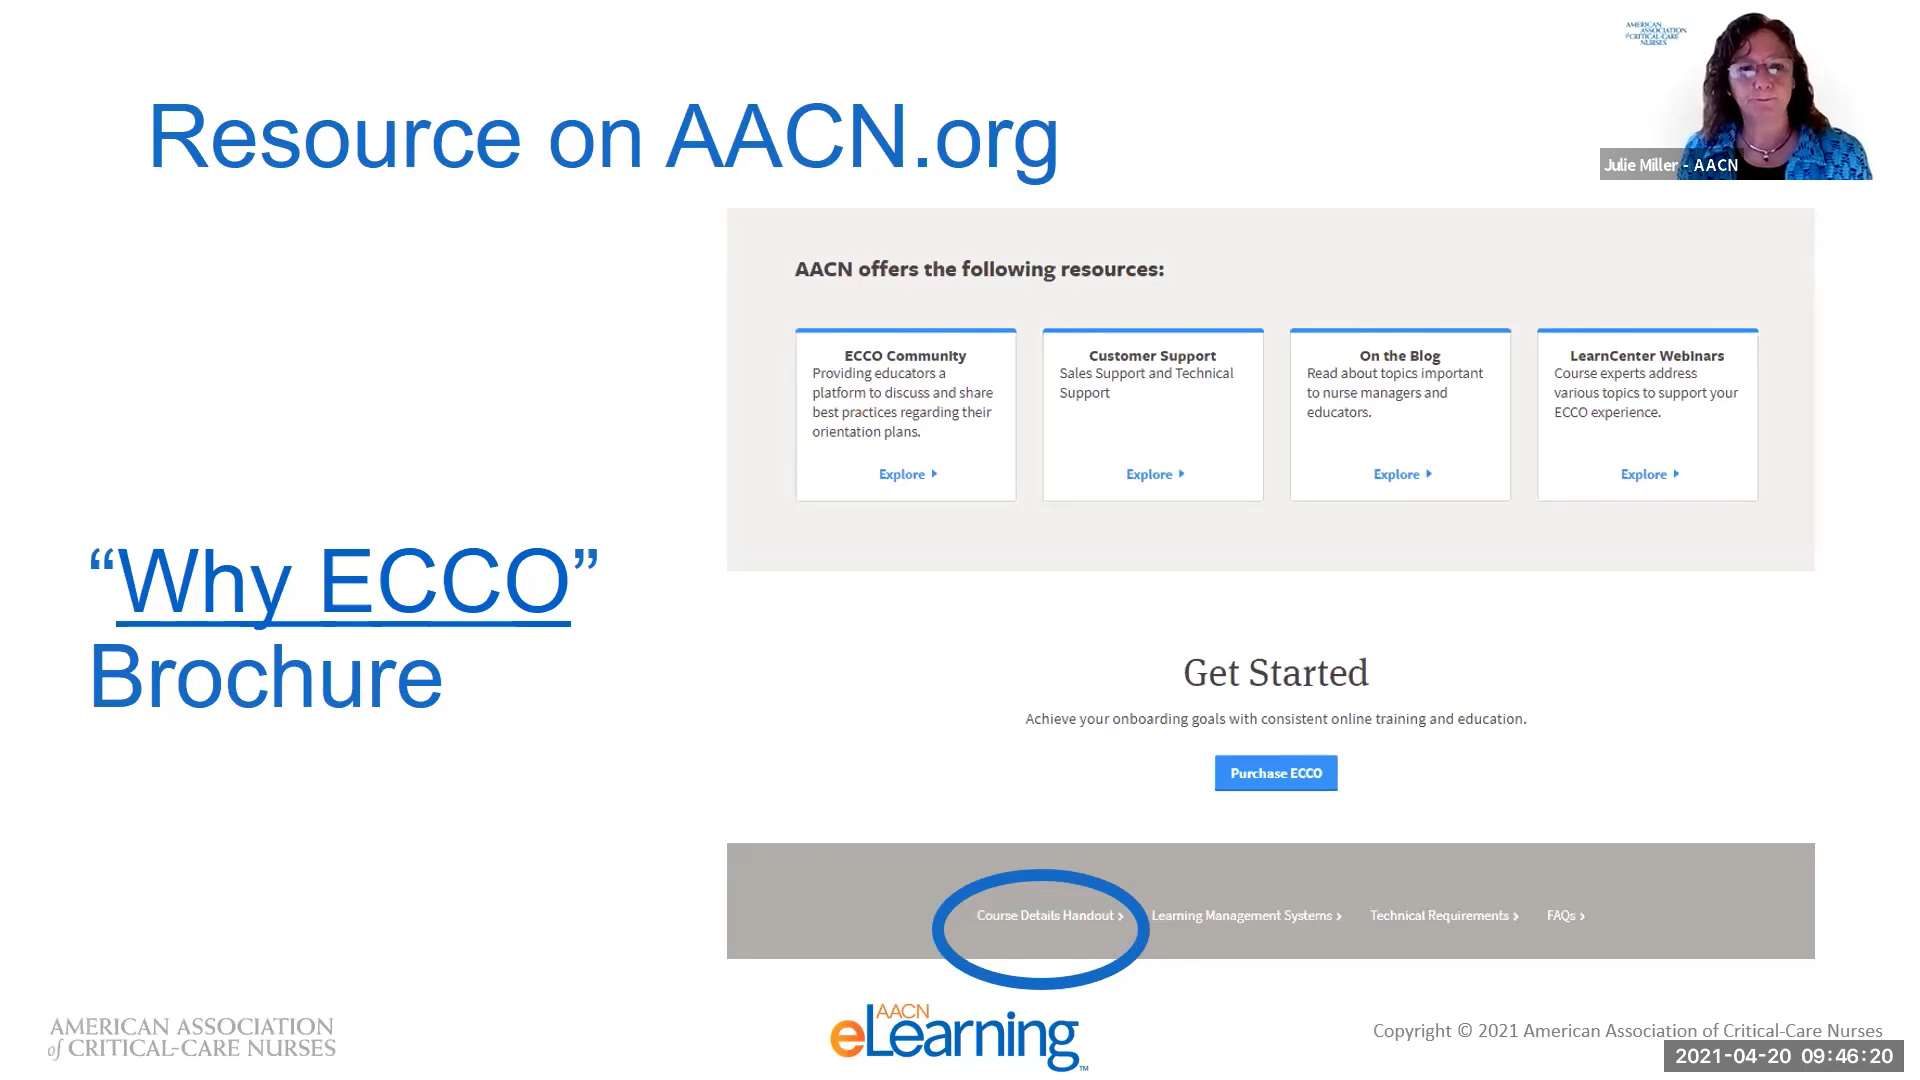 AMERICAN
ASSOCIATION
of CRITICAL-CARE
NURSES
Julie Miller - AACN
Resource on AACN.org
“Why ECCO”
Brochure
AACN offers the following resources:
ECCO Community
Providing educators a
platform to discuss and share
best practices regarding their
orientation plans.
Explore
Customer Support
Sales Support and Technical
Support
Explore
On the Blog
Read about topics important
to nurse managers and
educators.
Explore
LearnCenter Webinars
Course experts address
various topics to support your
ECCO experience.
Explore
Get Started
Achieve your onboarding goals with consistent online training and education.
Purchase ECCO
Course Details Handout › Learning Management Systems › Technical Requirements › FAQs ›
AMERICAN ASSOCIATION
of CRITICAL-CARE NURSES
AACN
eLearning™
Copyright © 2021 American Association of Critical-Care Nurses
2021-04-20 09:46:20